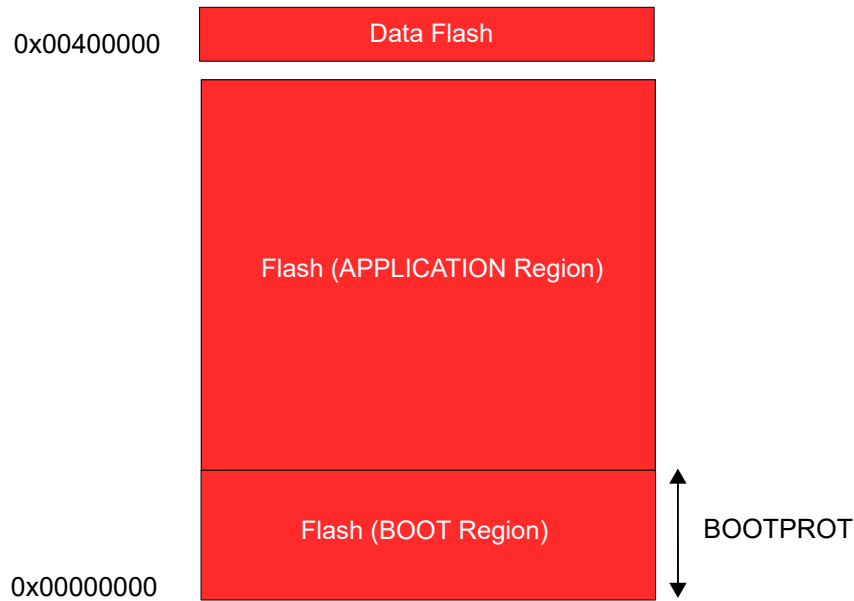 Data Flash
0x00400000
Flash (APPLICATION Region)
Flash (BOOT Region)
BOOTPROT
0x00000000